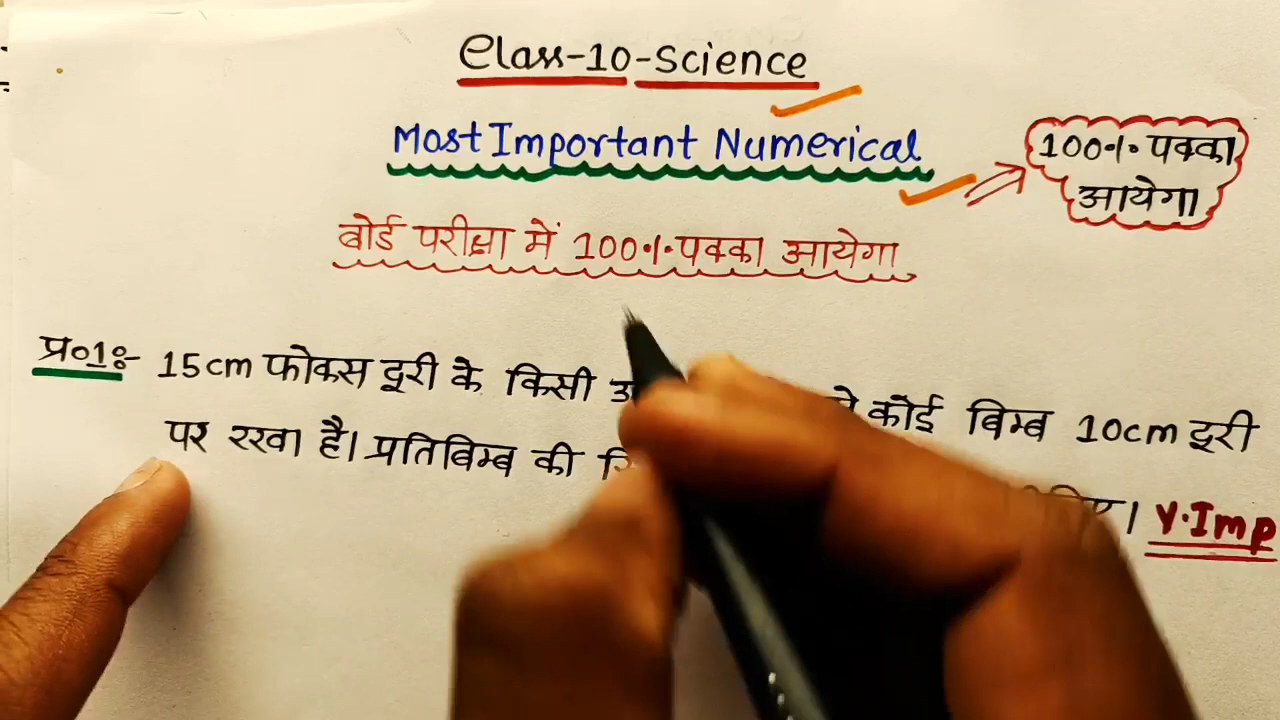 Class-10-Science
Most Important Numerical
100% पक्का
आयेगा
बोर्ड परीक्षा में 100% पक्का आयेगा
प्र०1:- 15cm फोकस दूरी के किसी कोई बिम्ब 10cm दूरी
पर रखा है। प्रतिबिम्ब की
V.Imp